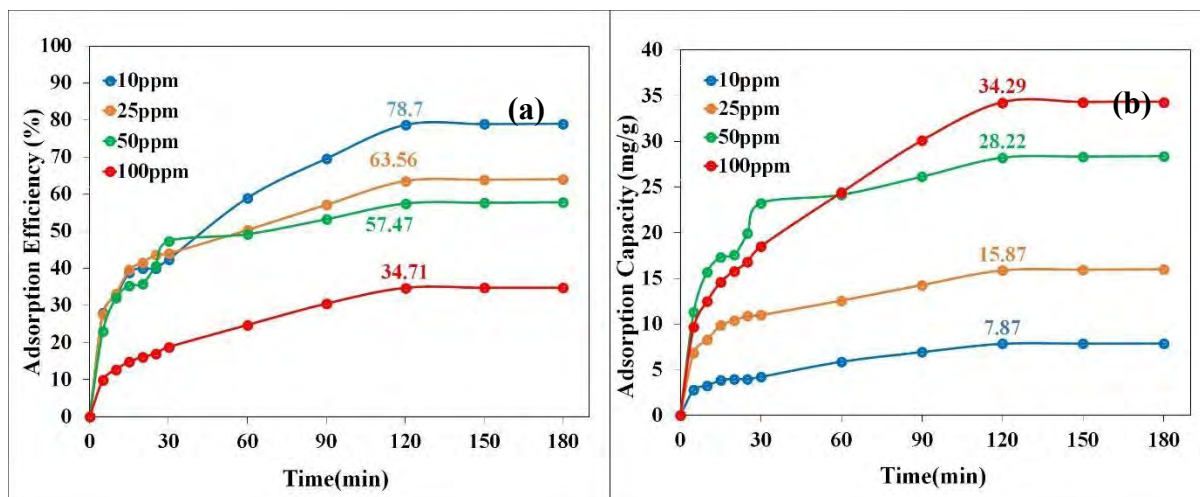 Adsorption Efficiency (%)
100
90
80
70
60
50
40
30
20
10
0
10ppm
25ppm
50ppm
100ppm
(a)
78.7
63.56
57.47
34.71
0 30 60 90 120 150 180
Time(min)
Adsorption Capacity (mg/g)
40
35
30
25
20
15
10
5
0
10ppm
25ppm
50ppm
100ppm
(b)
34.29
28.22
15.87
7.87
0 30 60 90 120 150 180
Time(min)